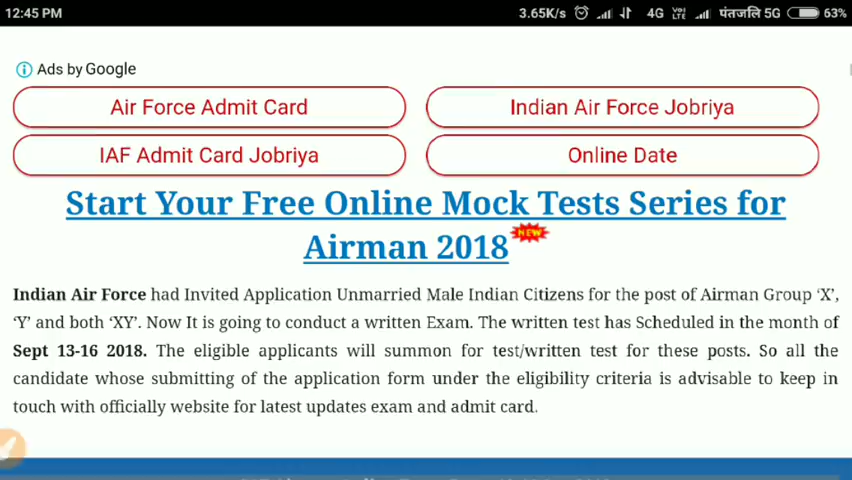 12:45 PM 3.65K/s 4G VoLTE पंतजलि 5G 63%
Ads by Google
Air Force Admit Card Indian Air Force Jobriya
IAF Admit Card Jobriya Online Date
Start Your Free Online Mock Tests Series for
Airman 2018 NEW
Indian Air Force had Invited Application Unmarried Male Indian Citizens for the post of Airman Group ‘X’,
‘Y’ and both ‘XY’. Now It is going to conduct a written Exam. The written test has Scheduled in the month of
Sept 13-16 2018. The eligible applicants will summon for test/written test for these posts. So all the
candidate whose submitting of the application form under the eligibility criteria is advisable to keep in
touch with officially website for latest updates exam and admit card.